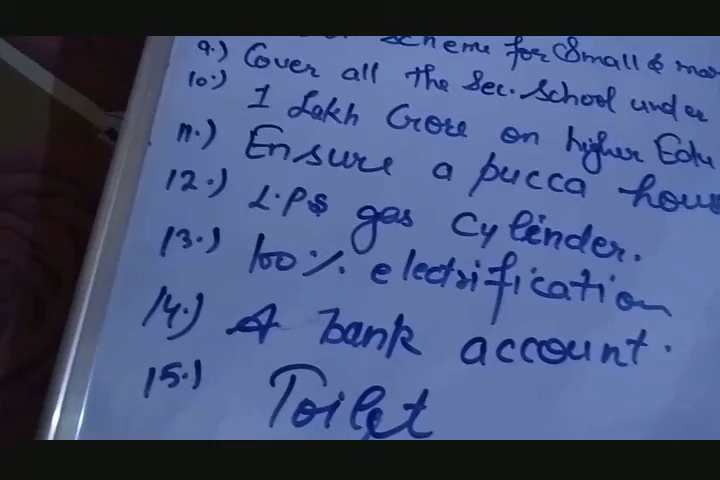 scheme for Small &
9.) Cover all the Sec. School under
10.) 1 Lakh Crore on higher Edu
11.) Ensure a pucca hou
12.) L.PS gas cylinder.
13.) 100% electrification
14.) A bank account.
15.) Toilet